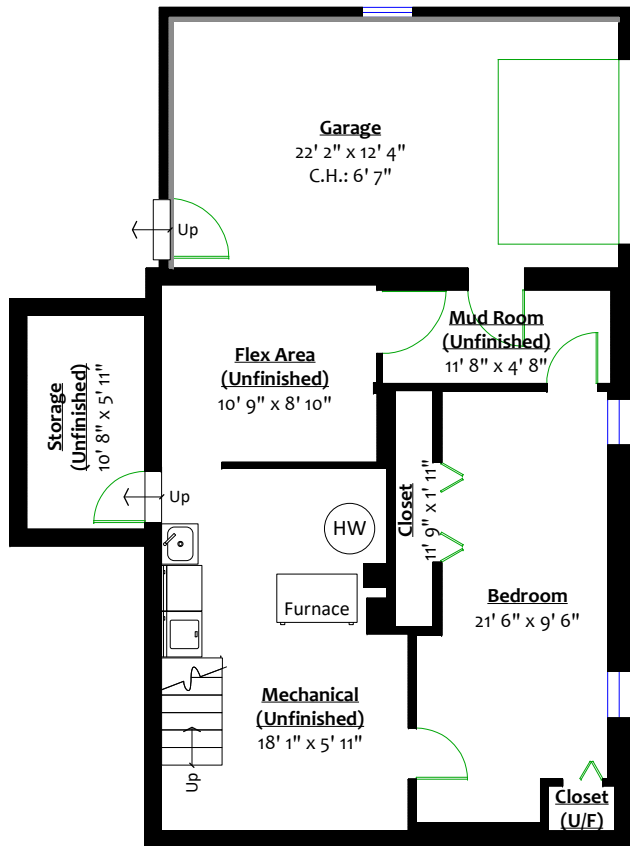 Garage
22' 2" x 12' 4"
C.H.: 6' 7"
Up
Mud Room
(Unfinished)
11' 8" x 4' 8"
Flex Area
(Unfinished)
10' 9" x 8' 10"
Storage
(Unfinished)
10' 8" x 5' 11"
Up
HW
Closet
11' 9" x 1' 11"
Furnace
Bedroom
21' 6" x 9' 6"
Mechanical
(Unfinished)
18' 1" x 5' 11"
Up
Closet
(U/F)